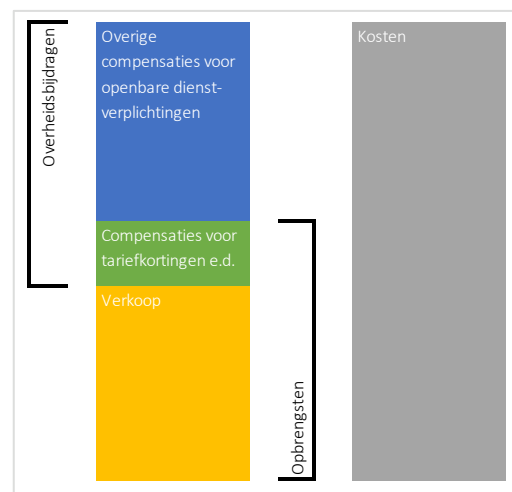 Overheidsbijdragen
Overige
compensaties voor
openbare dienst-
verplichtingen
Compensaties voor
tariefkortingen e.d.
Verkoop
Opbrengsten
Kosten